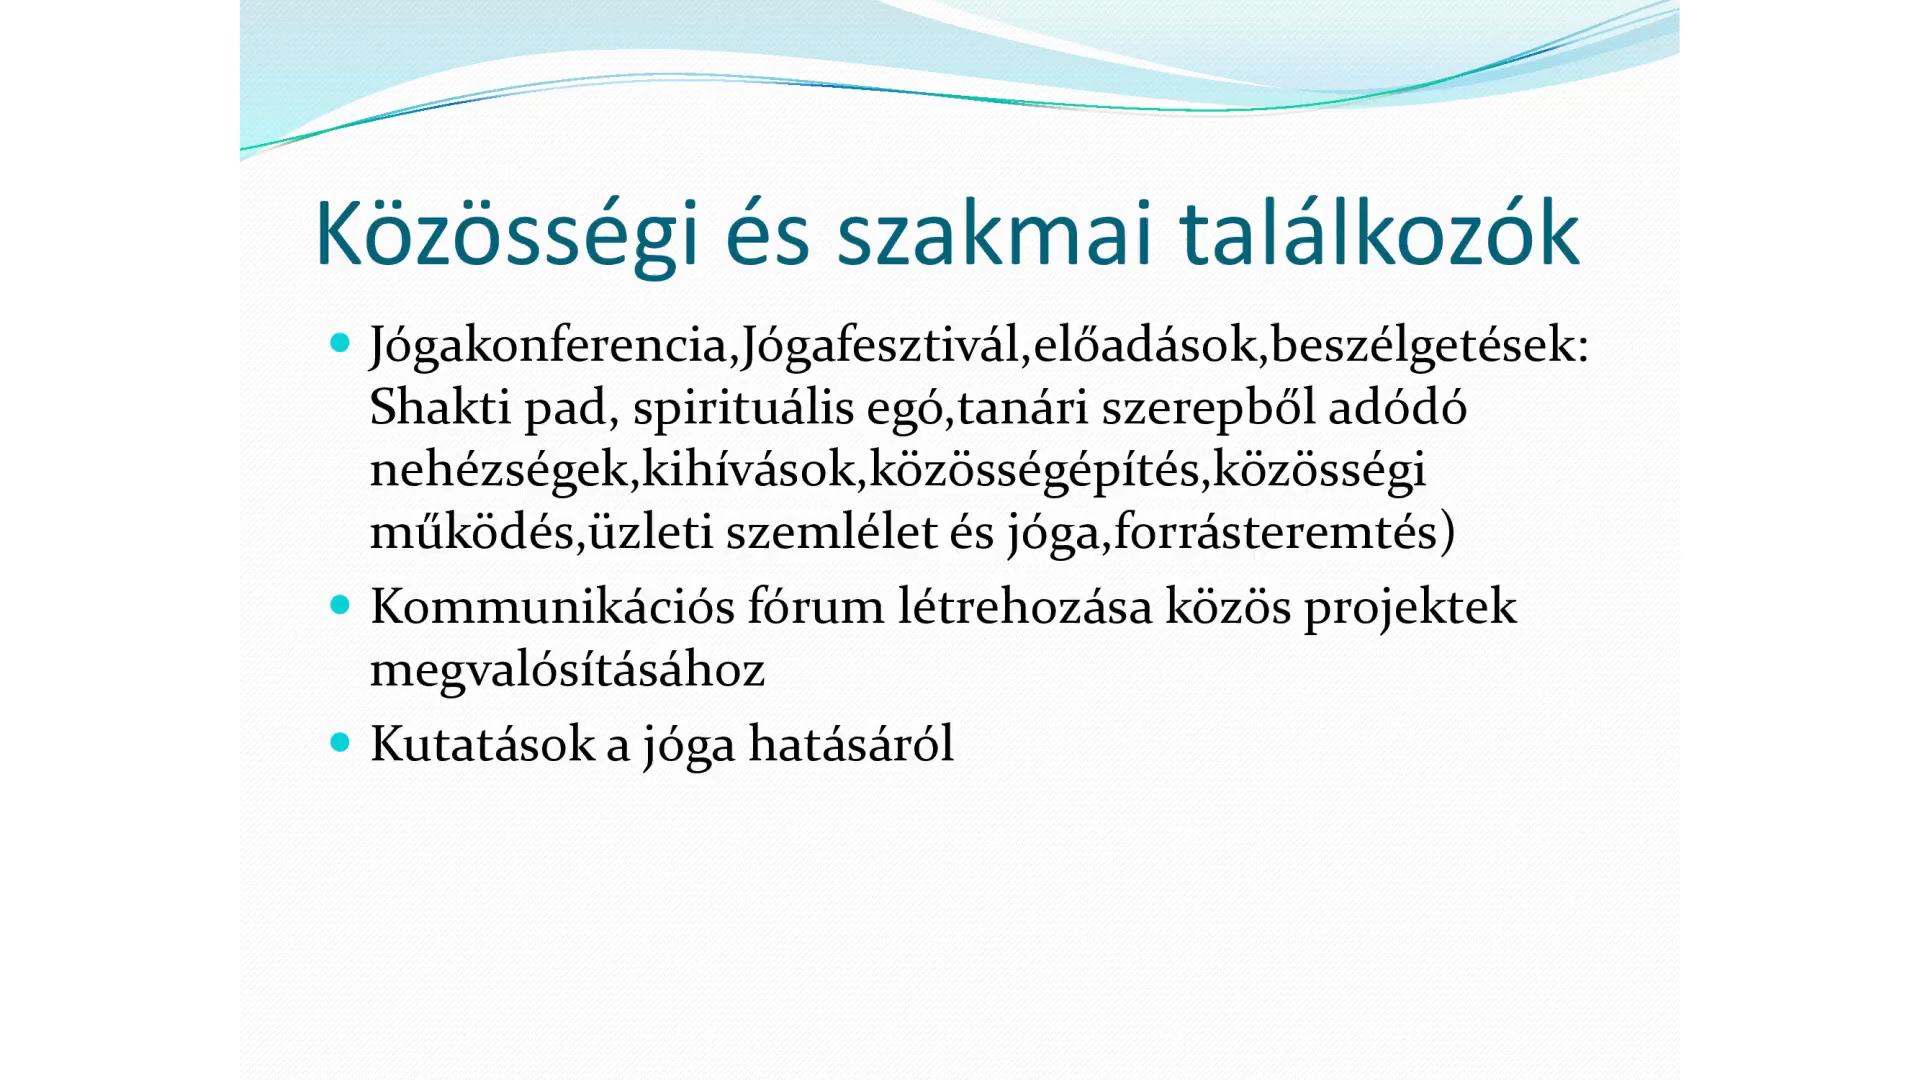 Közösségi és szakmai találkozók
• Jógakonferencia,Jógafesztivál,előadások,beszélgetések:
Shakti pad, spirituális egó,tanári szerepből adódó
nehézségek,kihívások,közösségépítés,közösségi
működés,üzleti szemlélet és jóga,forrásteremtés)
• Kommunikációs fórum létrehozása közös projektek
megvalósításához
• Kutatások a jóga hatásáról